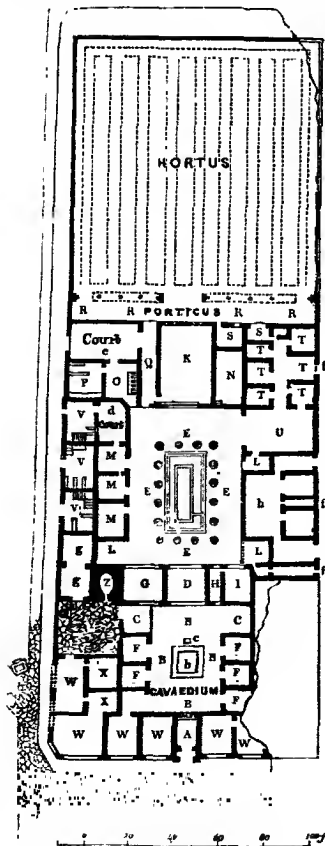 HORTUS
R R PORTICUS R R
Court
e
S S T
Q K T T
P O N T T
V d T T
Court
E U
V M L
M E E h
V M
L E L
g
g Z G D H I
C B C
F c F
W X B b B F
F CAVAEDIUM
X B F
W W W A W W
0 20 40 60 80 100